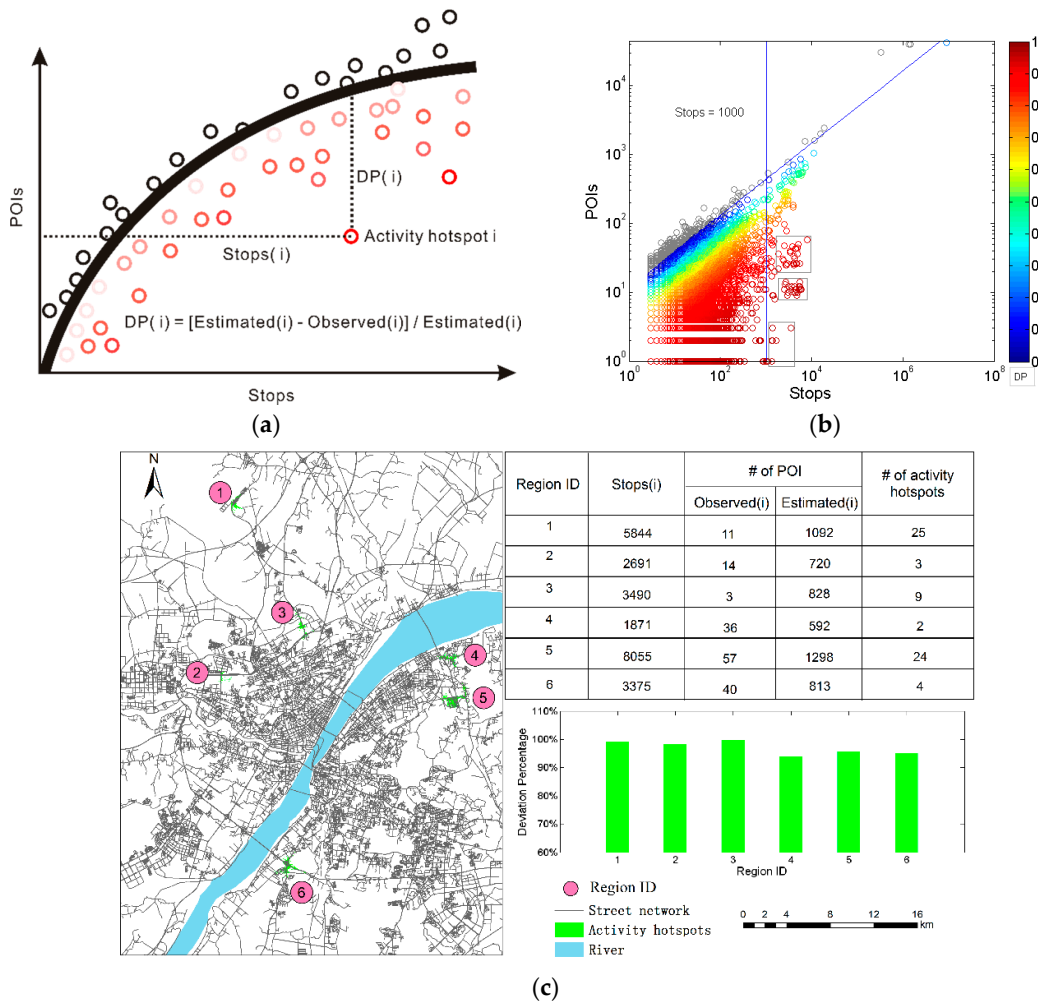 POIs
DP( i )
Activity hotspot i
Stops( i )
DP( i ) = [Estimated(i) - Observed(i)] / Estimated(i)
Stops
(a)
10^4
10^3
10^2
10^1
10^0
POIs
Stops = 1000
10^0 10^2 10^4 10^6 10^8
Stops
1
0
0
0
0
0
0
0
0
0
0
DP
(b)
N
1
2
3
4
5
6
Region ID Stops(i) # of POI # of activity hotspots
Observed(i) Estimated(i)
1 5844 11 1092 25
2 2691 14 720 3
3 3490 3 828 9
4 1871 36 592 2
5 8055 57 1298 24
6 3375 40 813 4
110%
100%
90%
80%
70%
60%
Deviation Percentage
1 2 3 4 5 6
Region ID
Region ID
Street network
Activity hotspots
River
0 2 4 8 12 16
km
(c)